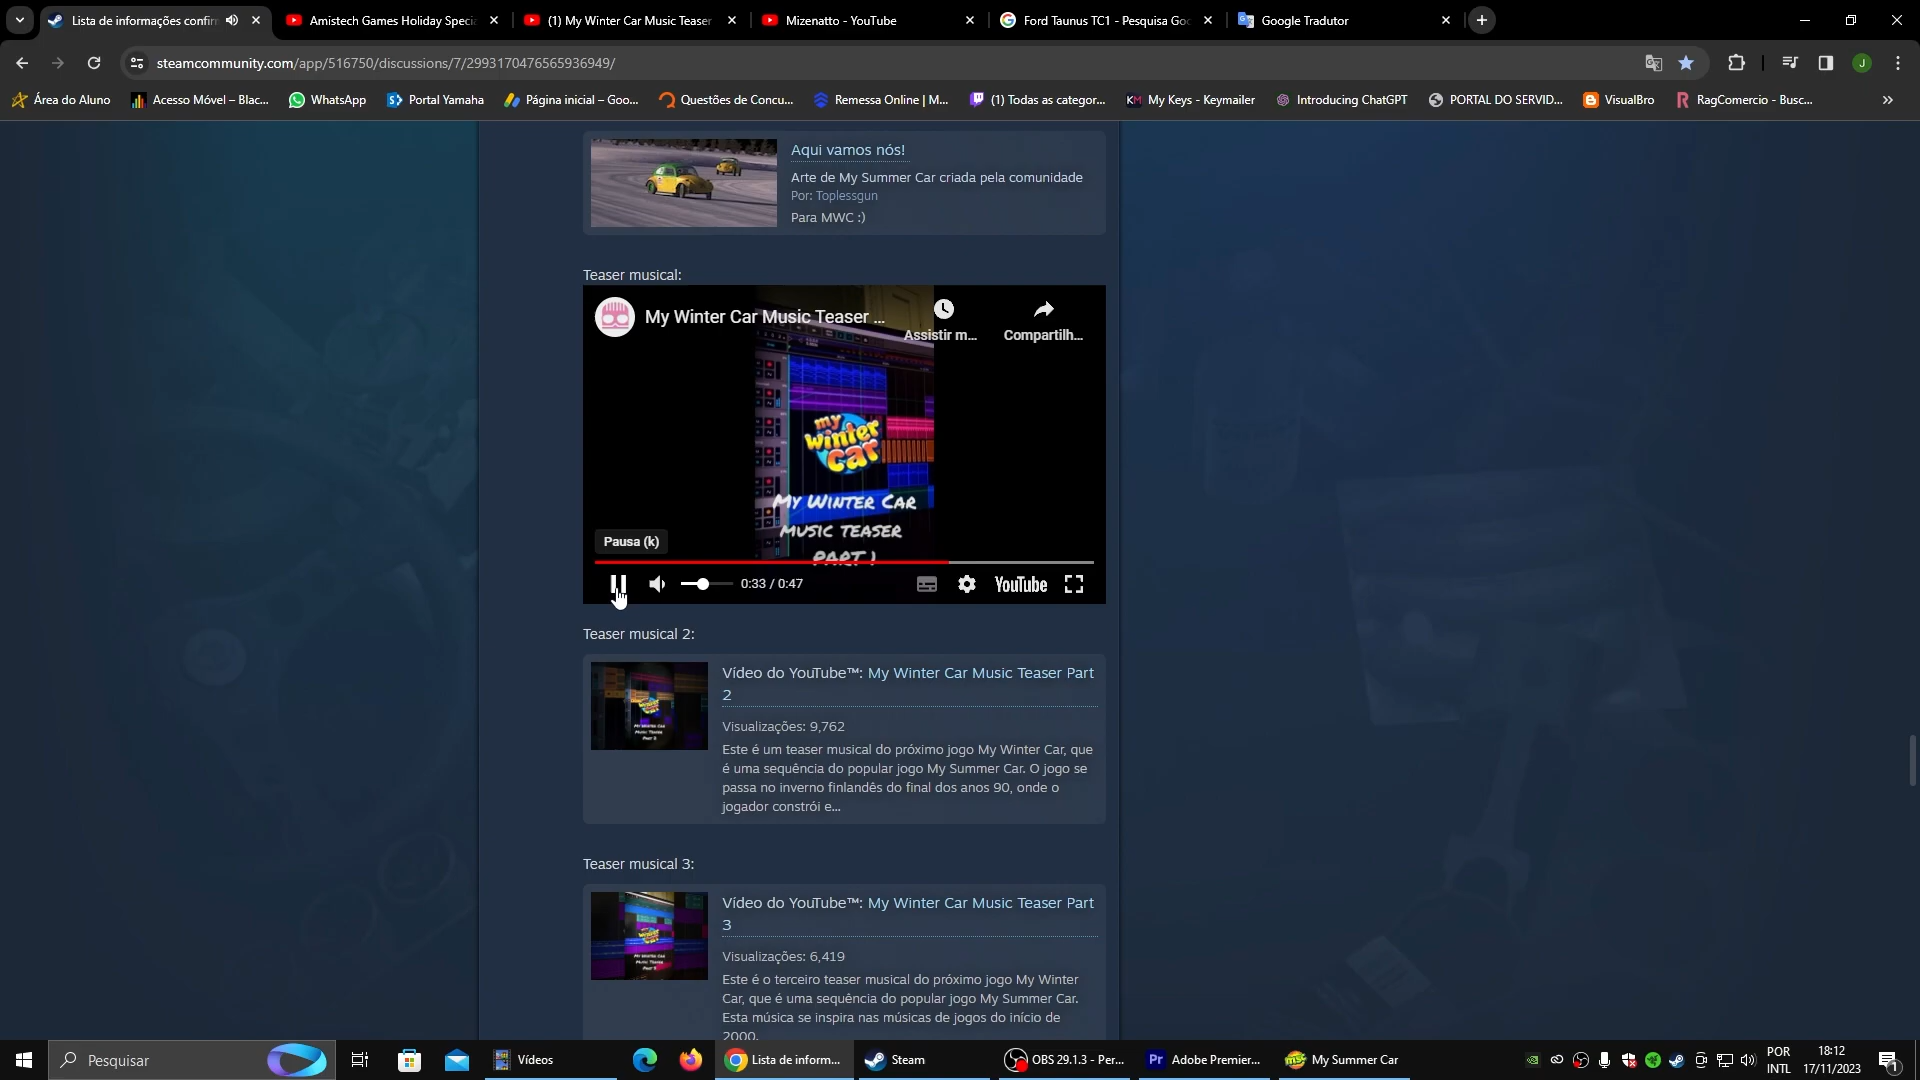 Lista de informações confirm
Amistech Games Holiday Specia
(1) My Winter Car Music Teaser
Mizenatto - YouTube
Ford Taunus TC1 - Pesquisa Goo
Google Tradutor
steamcommunity.com/app/516750/discussions/7/2993170476565936949/
J
Área do Aluno
Acesso Móvel – Blac...
WhatsApp
Portal Yamaha
Página inicial – Goo...
Questões de Concu...
Remessa Online | M...
(1) Todas as categor...
KM
My Keys - Keymailer
Introducing ChatGPT
PORTAL DO SERVID...
VisualBro
RagComercio - Busc...
»
Aqui vamos nós!
Arte de My Summer Car criada pela comunidade
Por: Toplessgun
Para MWC :)
Teaser musical:
My Winter Car Music Teaser ...
Assistir m...
Compartilh...
my winter car
My Winter Car
music teaser
Part 1
Pausa (k)
0:33 / 0:47
YouTube
Teaser musical 2:
Vídeo do YouTube™: My Winter Car Music Teaser Part
2
Visualizações: 9,762
Este é um teaser musical do próximo jogo My Winter Car, que
é uma sequência do popular jogo My Summer Car. O jogo se
passa no inverno finlandês do final dos anos 90, onde o
jogador constrói e...
Teaser musical 3:
Vídeo do YouTube™: My Winter Car Music Teaser Part
3
Visualizações: 6,419
Este é o terceiro teaser musical do próximo jogo My Winter
Car, que é uma sequência do popular jogo My Summer Car.
Esta música se inspira nas músicas de jogos do início de
2000.
Pesquisar
Vídeos
Lista de inform...
Steam
OBS 29.1.3 - Per...
Pr
Adobe Premier...
My Summer Car
POR
INTL
18:12
17/11/2023
1